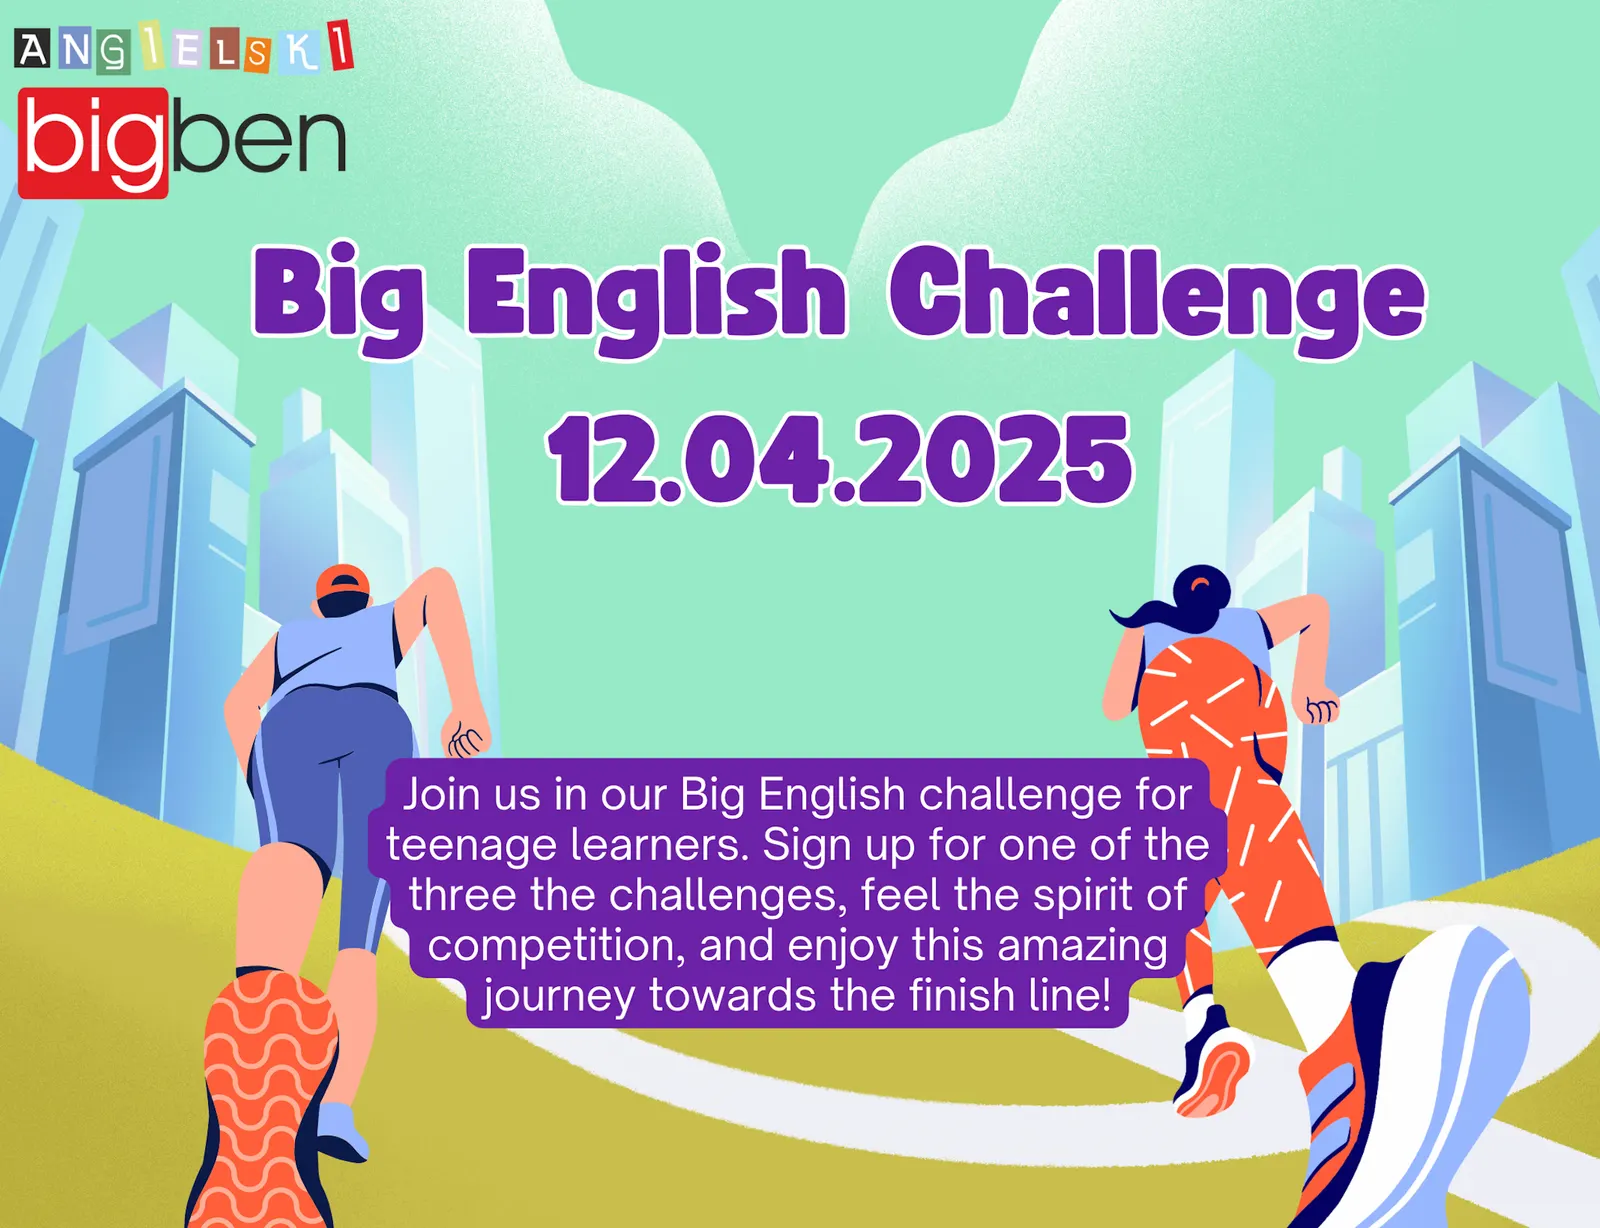 ANGIELSKI
bigben
Big English Challenge
12.04.2025
Join us in our Big English challenge for
teenage learners. Sign up for one of the
three the challenges, feel the spirit of
competition, and enjoy this amazing
journey towards the finish line!